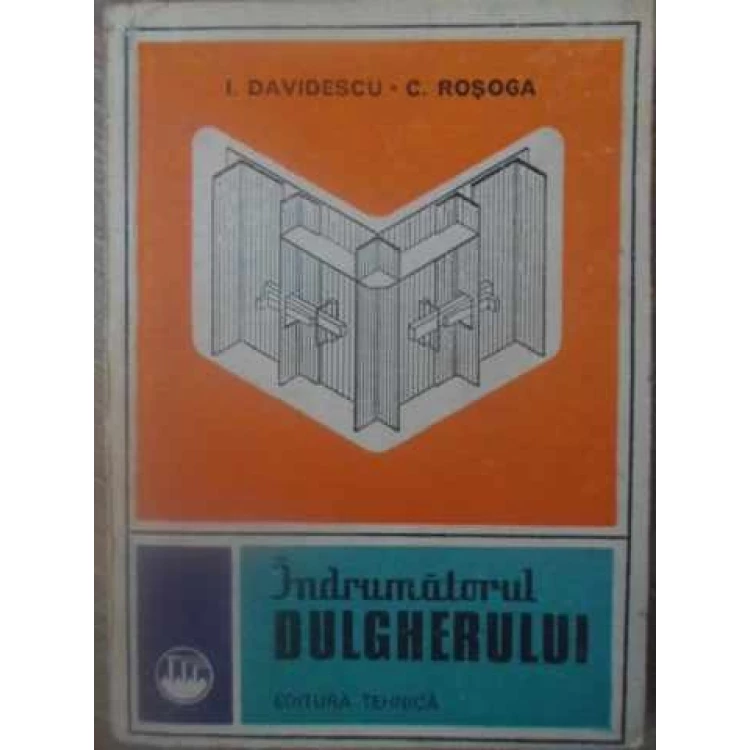 I. DAVIDESCU • C. ROȘOGA
Îndrumătorul
DULGHERULUI
EDITURA TEHNICĂ